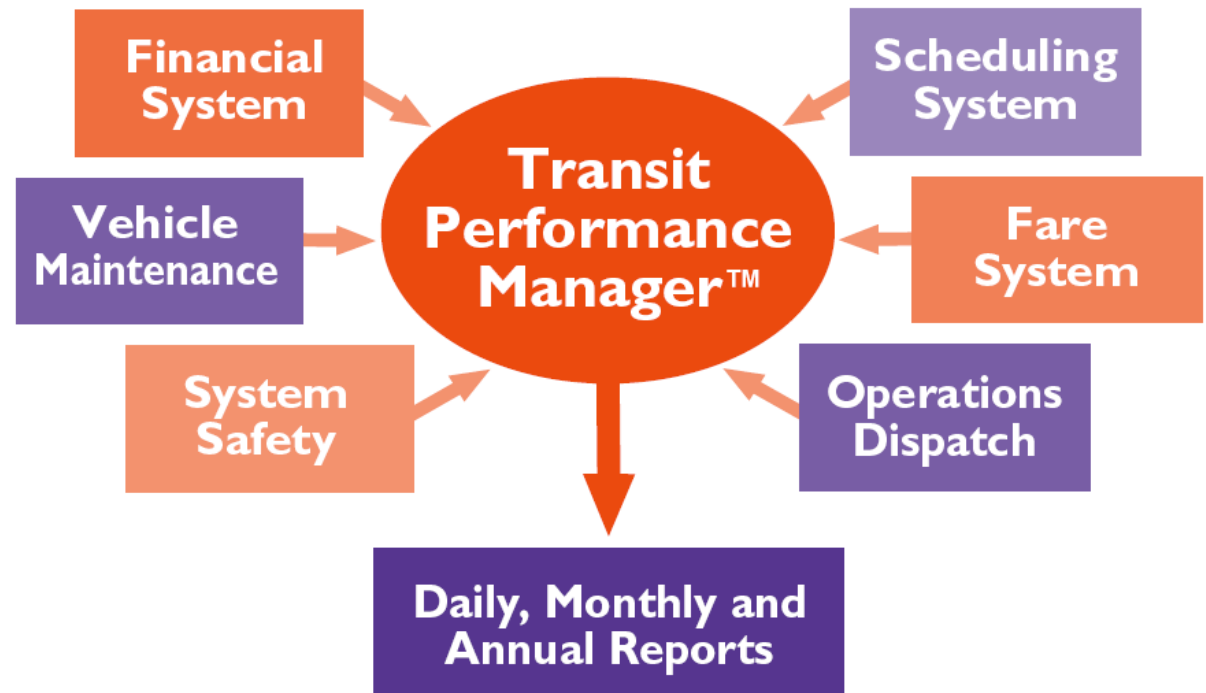 Financial
System
Scheduling
System
Transit
Performance
Manager™
Vehicle
Maintenance
Fare
System
System
Safety
Operations
Dispatch
Daily, Monthly and
Annual Reports